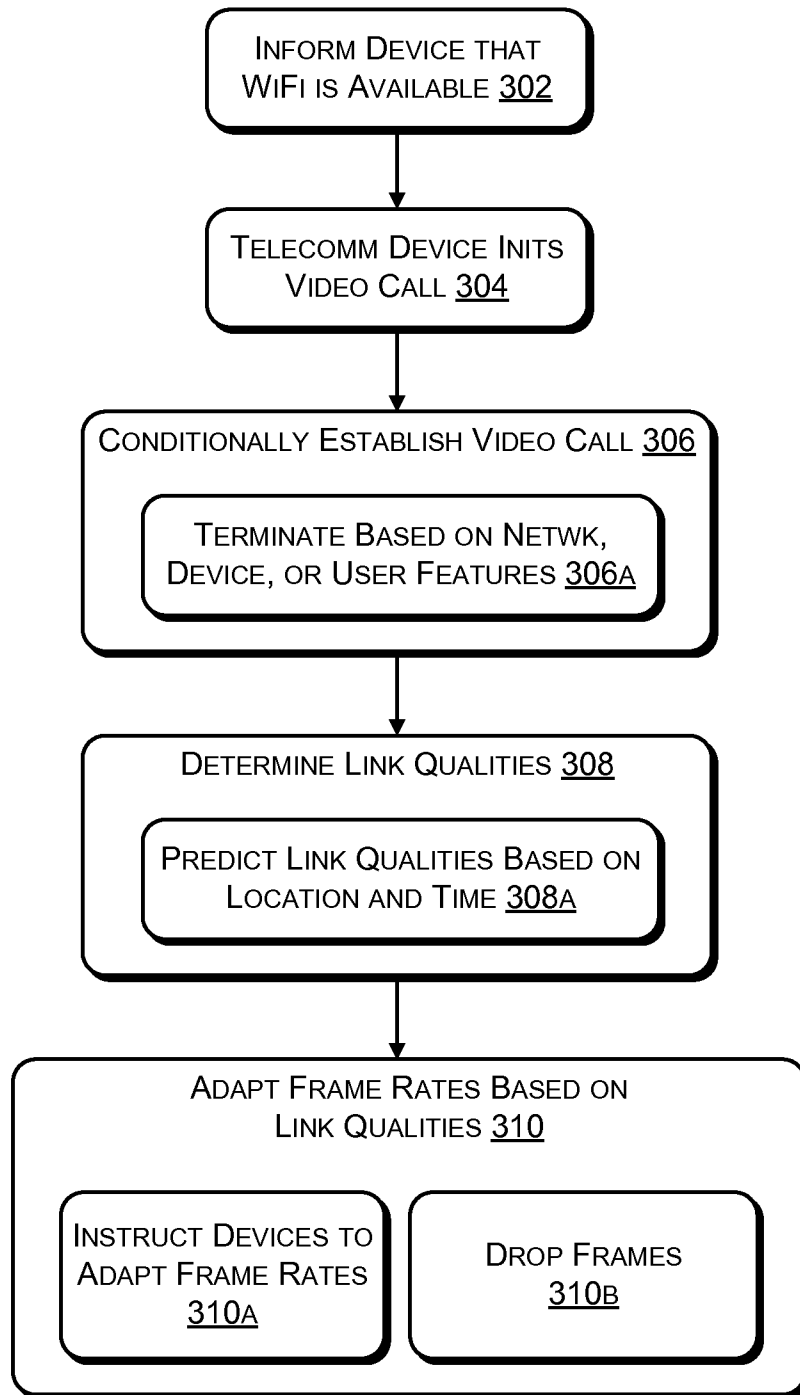 INFORM DEVICE THAT
WIFI IS AVAILABLE 302
TELECOMM DEVICE INITS
VIDEO CALL 304
CONDITIONALLY ESTABLISH VIDEO CALL 306
TERMINATE BASED ON NETWK,
DEVICE, OR USER FEATURES 306A
DETERMINE LINK QUALITIES 308
PREDICT LINK QUALITIES BASED ON
LOCATION AND TIME 308A
ADAPT FRAME RATES BASED ON
LINK QUALITIES 310
INSTRUCT DEVICES TO
ADAPT FRAME RATES
310A
DROP FRAMES
310B